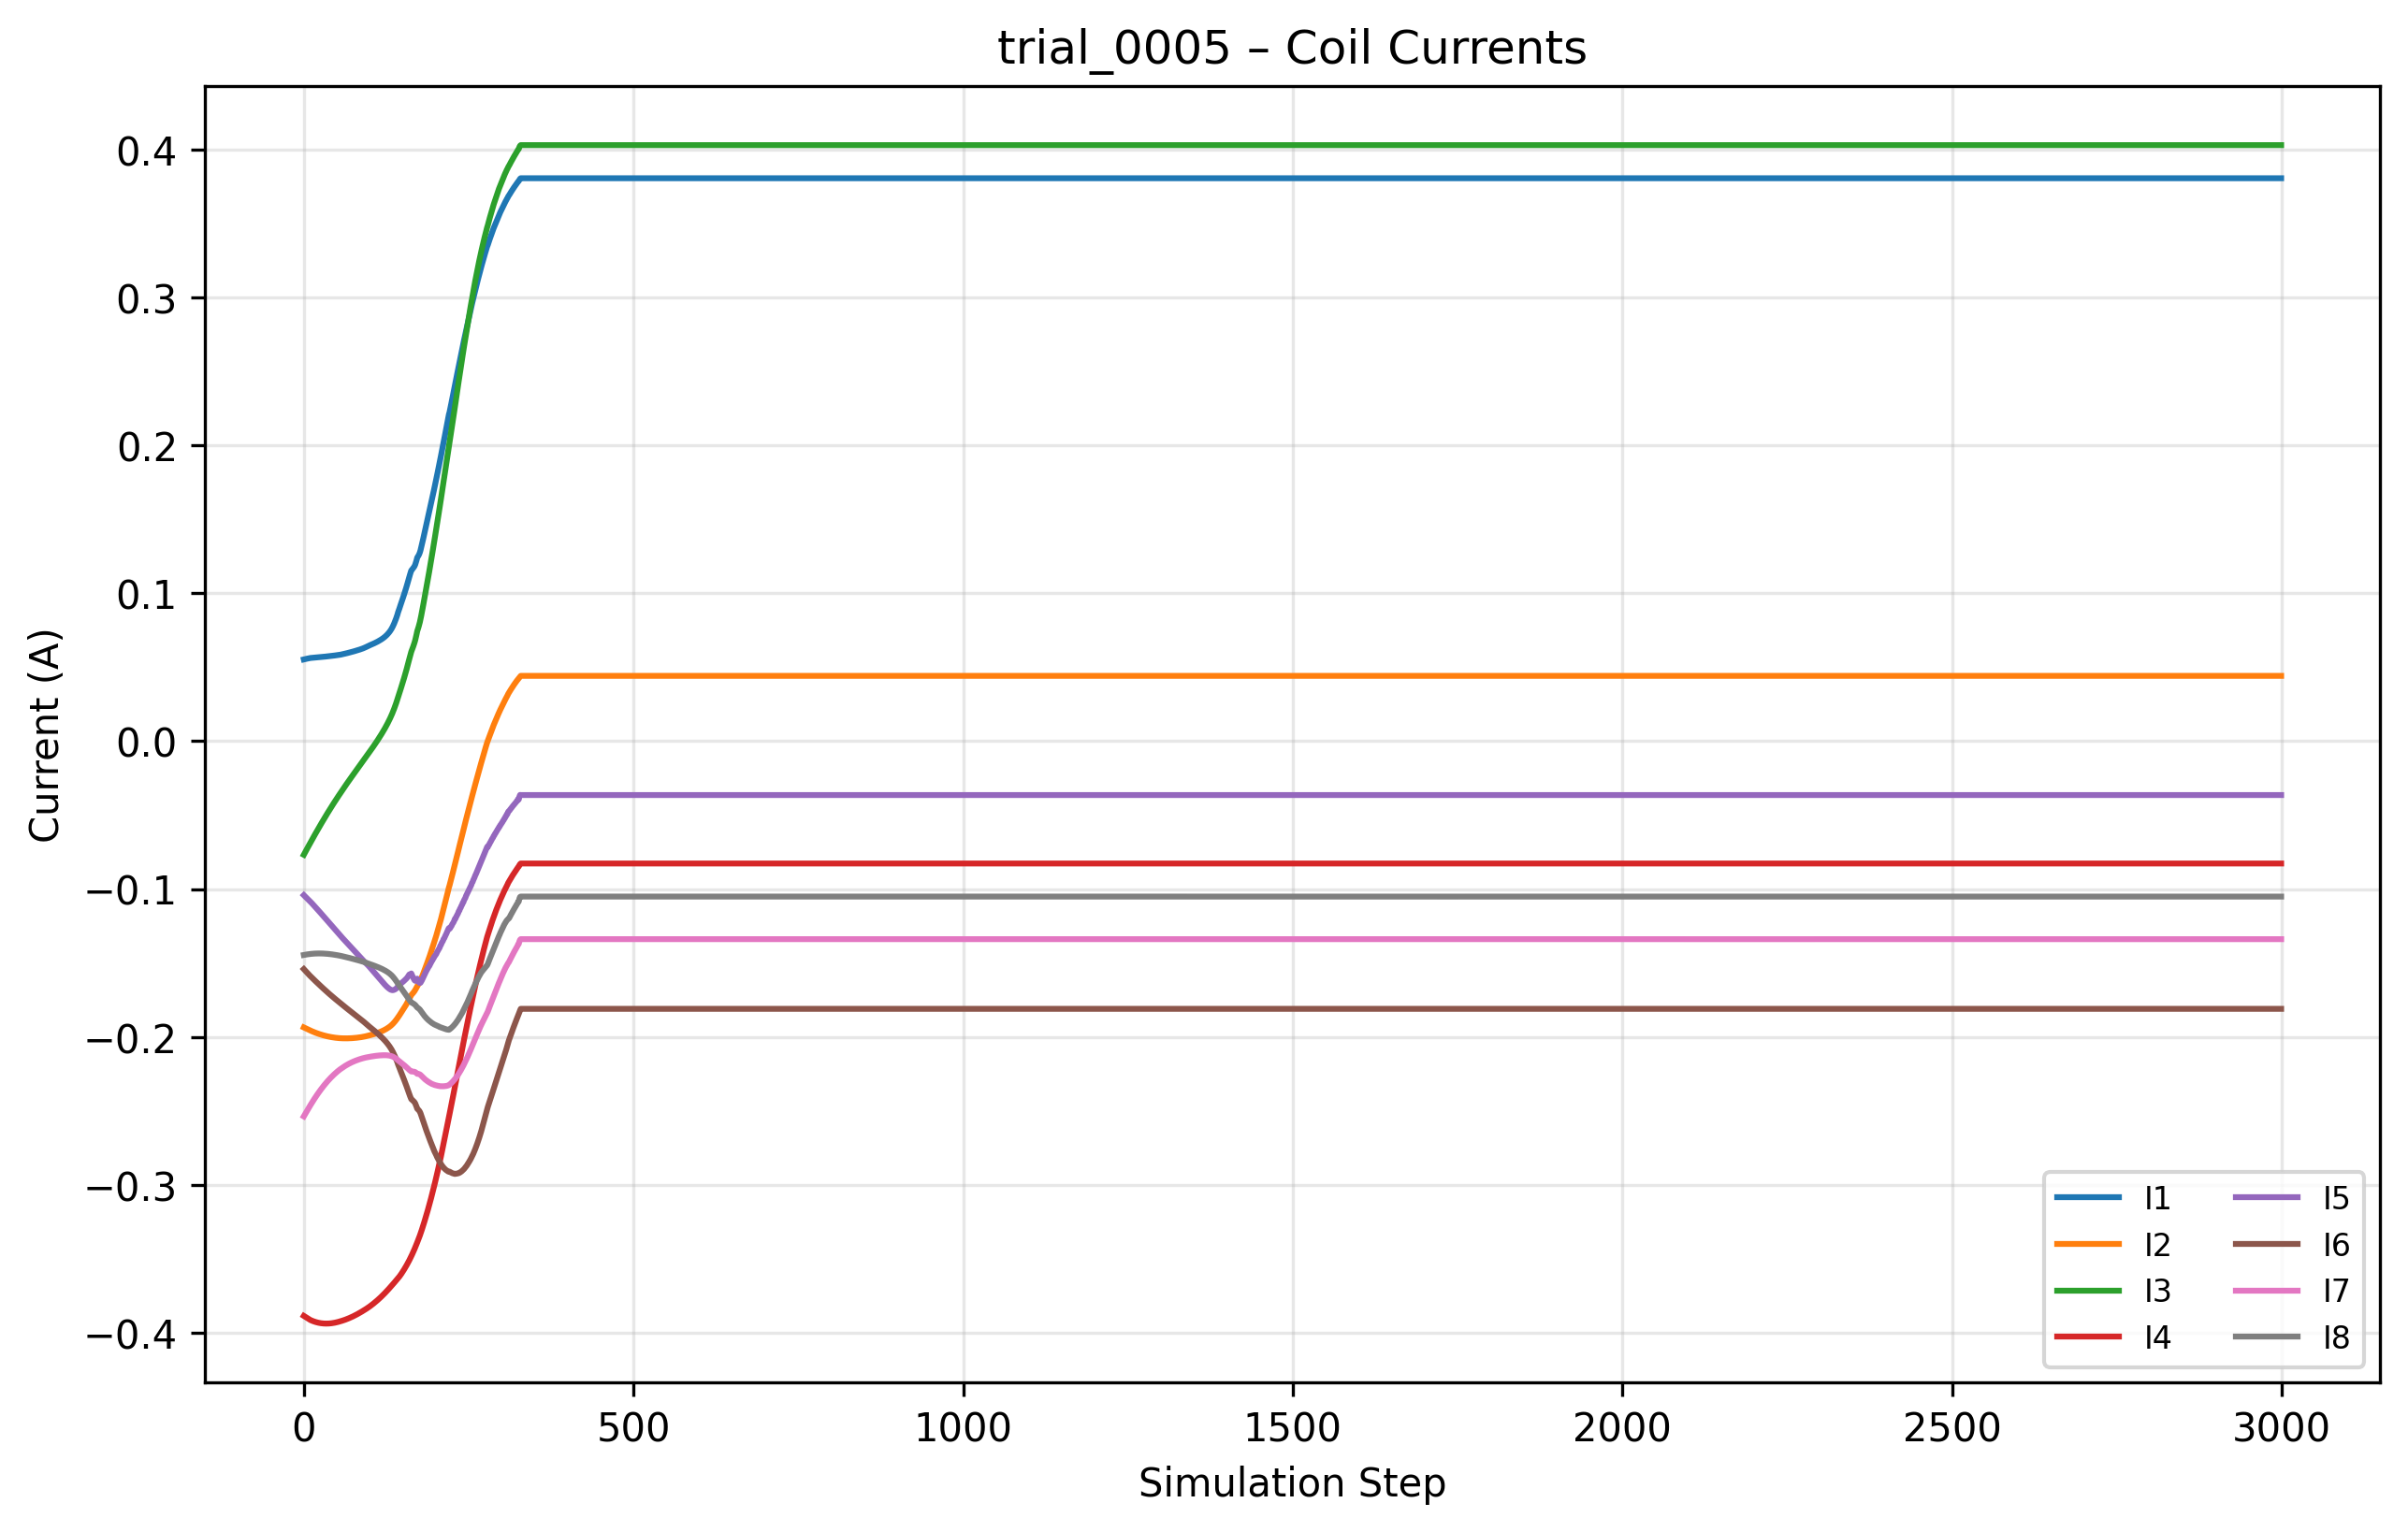 trial_0005 – Coil Currents
Current (A)
0.4
0.3
0.2
0.1
0.0
−0.1
−0.2
−0.3
−0.4
0 500 1000 1500 2000 2500 3000
Simulation Step
I1 I5
I2 I6
I3 I7
I4 I8